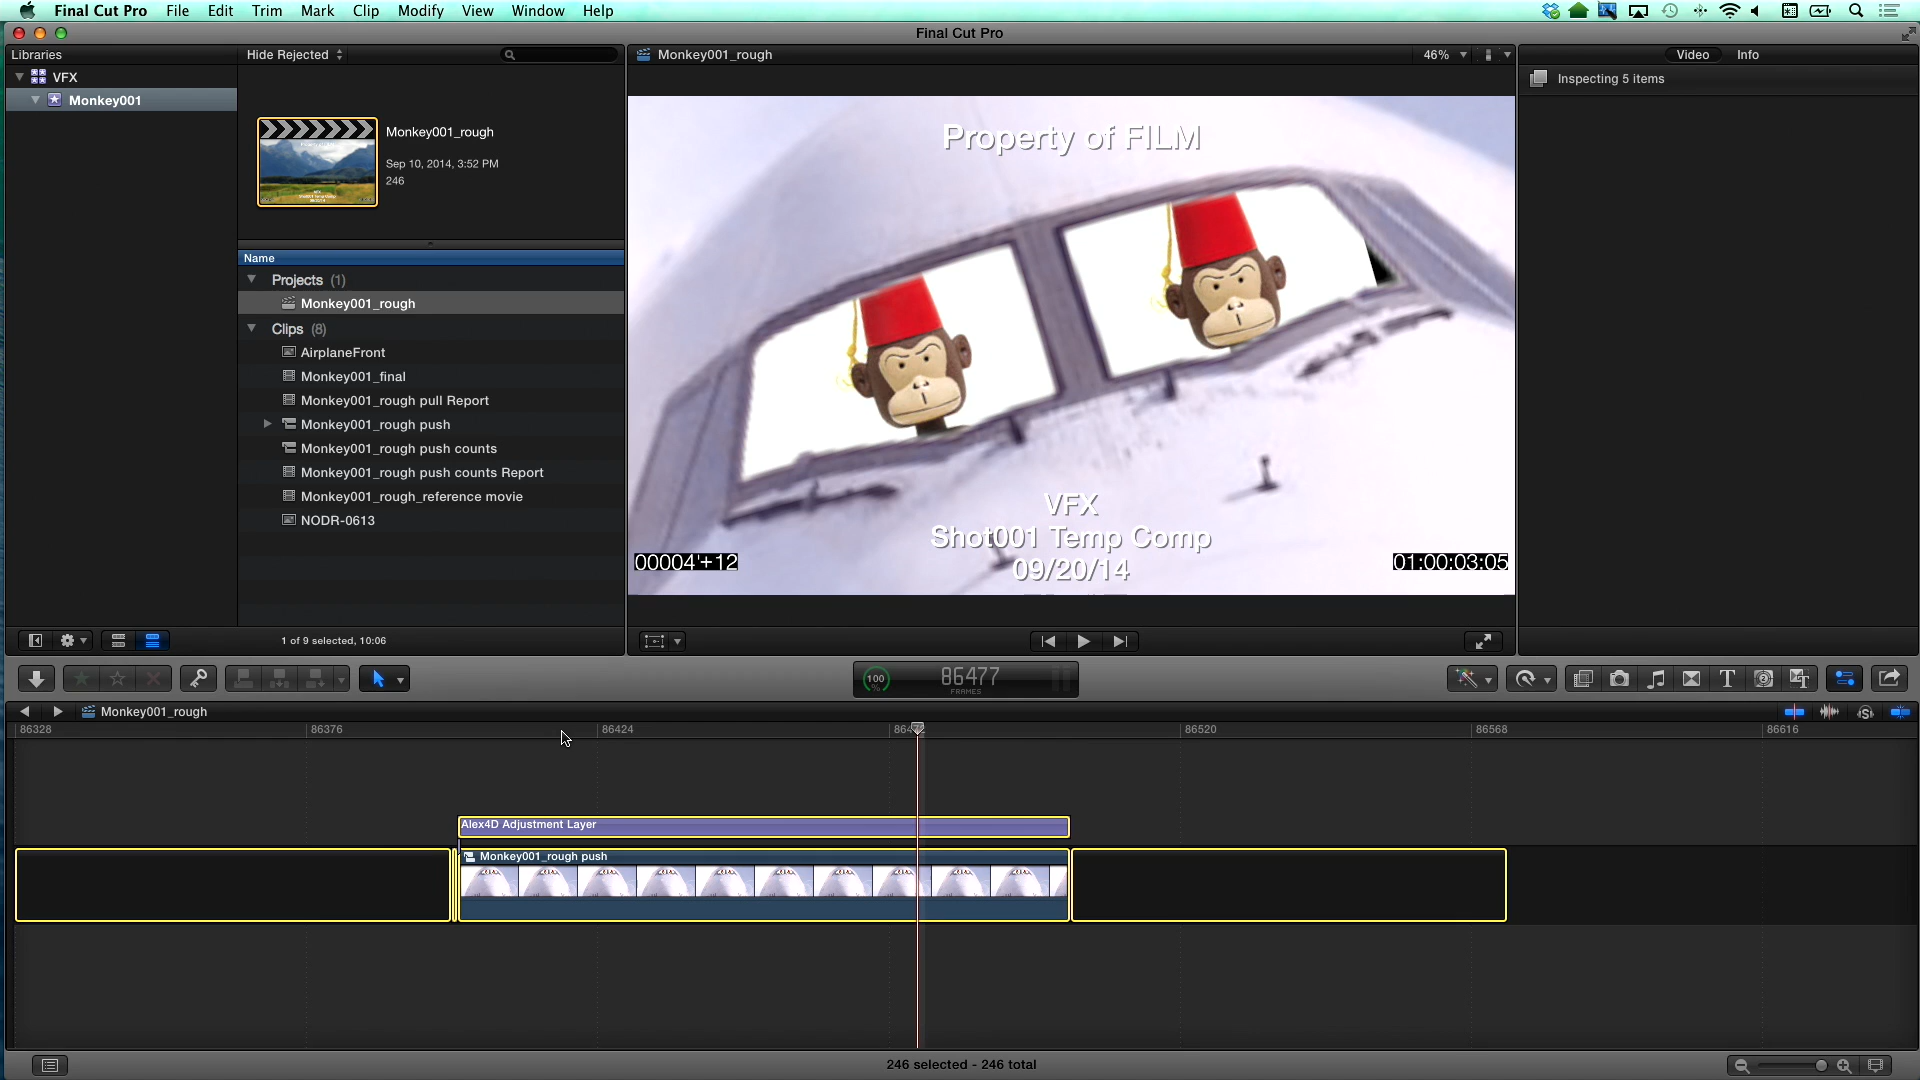 Final Cut Pro File Edit Trim Mark Clip Modify View Window Help
Final Cut Pro
Libraries
Hide Rejected
Monkey001_rough
46%
Video
Info
VFX
Monkey001
Inspecting 5 items
Monkey001_rough
Sep 10, 2014, 3:52 PM
246
Property of FILM
Name
Projects (1)
Monkey001_rough
Clips (8)
AirplaneFront
Monkey001_final
Monkey001_rough pull Report
Monkey001_rough push
Monkey001_rough push counts
Monkey001_rough push counts Report
Monkey001_rough_reference movie
NODR-0613
VFX
Shot001 Temp Comp
09/20/14
00004'+12
01:00:03:05
1 of 9 selected, 10:06
100
%
86477
FRAMES
Monkey001_rough
86328
86376
86424
86520
86568
86616
Alex4D Adjustment Layer
Monkey001_rough push
246 selected - 246 total